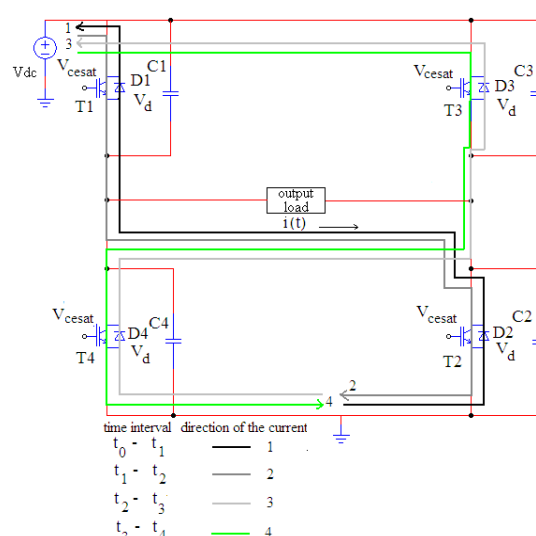 1
3
Vdc
Vcesat
D1
C1
Vd
T1
Vcesat
D3
C3
Vd
T3
output
load
i(t)
Vcesat
D4
C4
Vd
T4
Vcesat
D2
C2
Vd
T2
2
4
time interval direction of the current
t0 - t1 1
t1 - t2 2
t2 - t3 3
t3 - t4 4